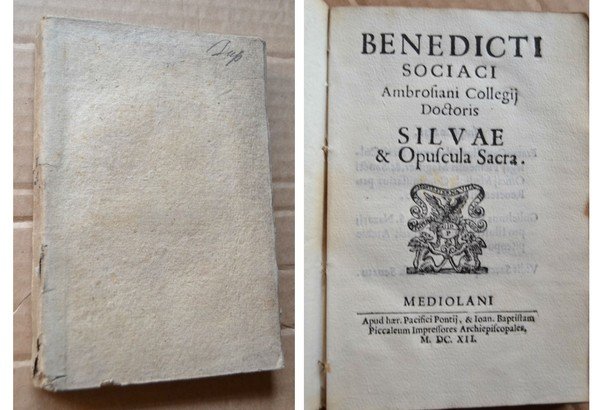 BENEDICTI
SOCIACI
Ambrosiani Collegij
Doctoris
SILVAE
& Opuscula Sacra.
MEDIOLANI
Apud hær. Pacifici Pontij, & Ioan. Baptistam
Piccaleum Impressores Archiepiscopales,
M. DC. XII.